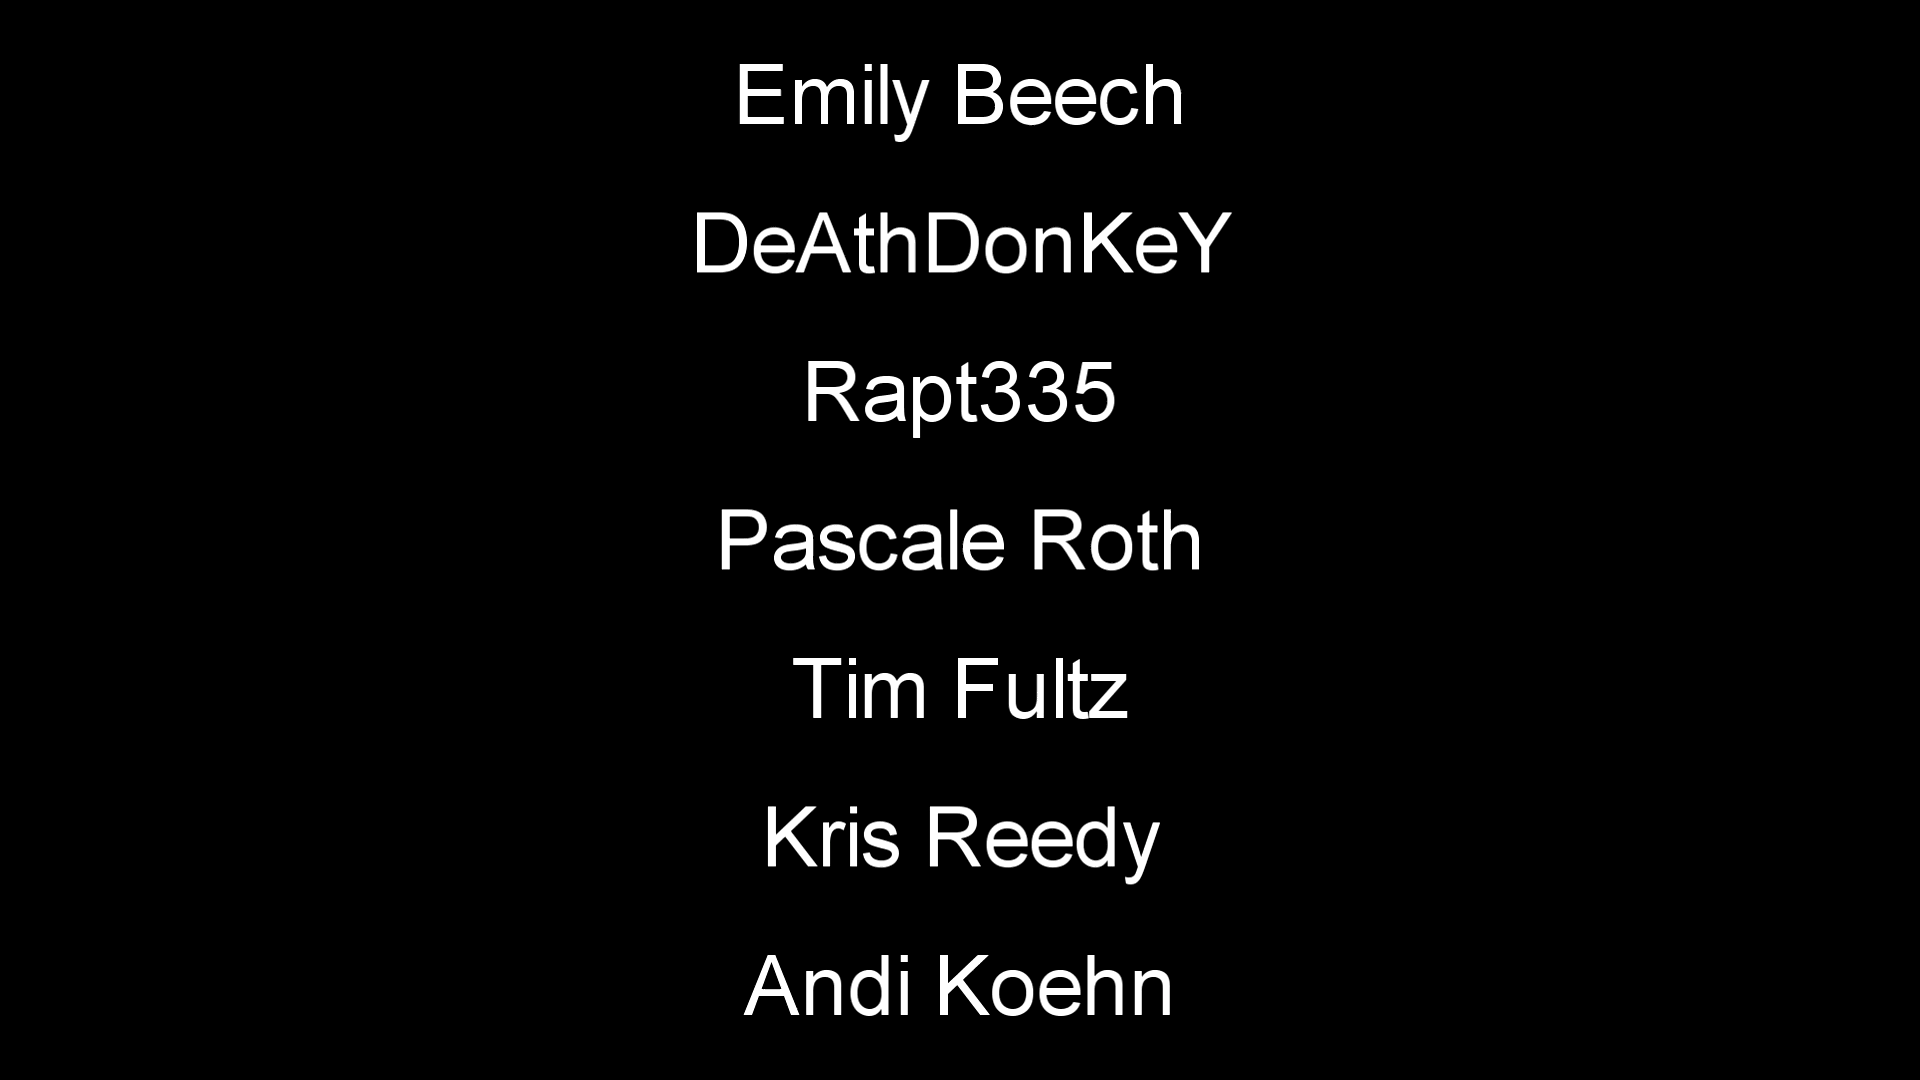 Emily Beech
DeAthDonKeY
Rapt335
Pascale Roth
Tim Fultz
Kris Reedy
Andi Koehn